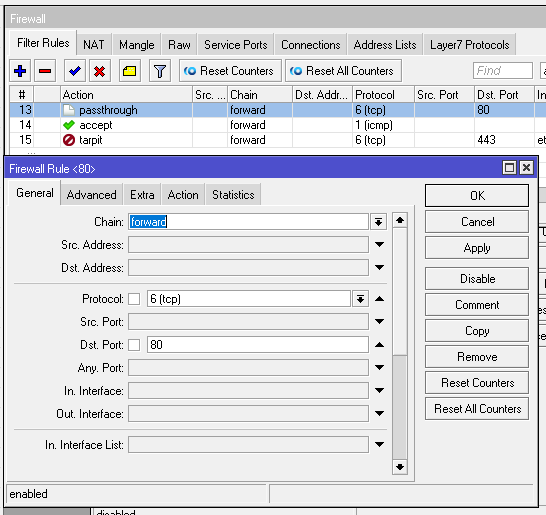 Firewall
Filter Rules NAT Mangle Raw Service Ports Connections Address Lists Layer7 Protocols
Reset Counters Reset All Counters Find
# Action Src. ... Chain Dst. Addr... Protocol Src. Port Dst. Port In
13 passthrough forward 6 (tcp) 80
14 accept forward 1 (icmp)
15 tarpit forward 6 (tcp) 443 et
Firewall Rule <80>
General Advanced Extra Action Statistics
Chain: forward
Src. Address:
Dst. Address:
Protocol: 6 (tcp)
Src. Port:
Dst. Port: 80
Any. Port:
In. Interface:
Out. Interface:
In. Interface List:
OK
Cancel
Apply
Disable
Comment
Copy
Remove
Reset Counters
Reset All Counters
enabled
disabled